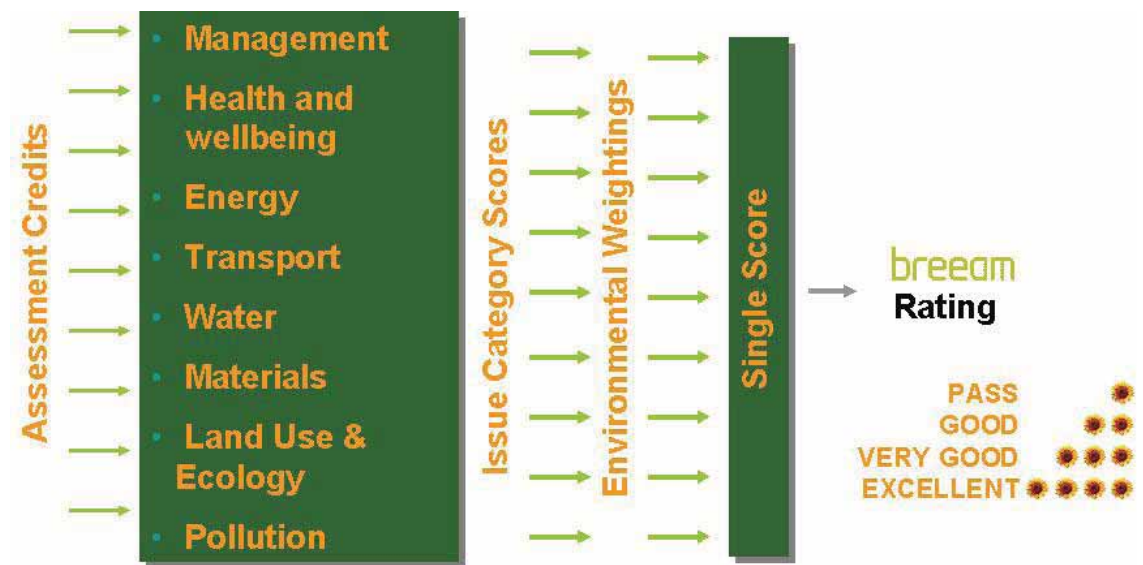 Assessment Credits
• Management
• Health and
wellbeing
• Energy
• Transport
• Water
• Materials
• Land Use &
Ecology
• Pollution
Issue Category Scores
Environmental Weightings
Single Score
breeam
Rating
PASS
GOOD
VERY GOOD
EXCELLENT